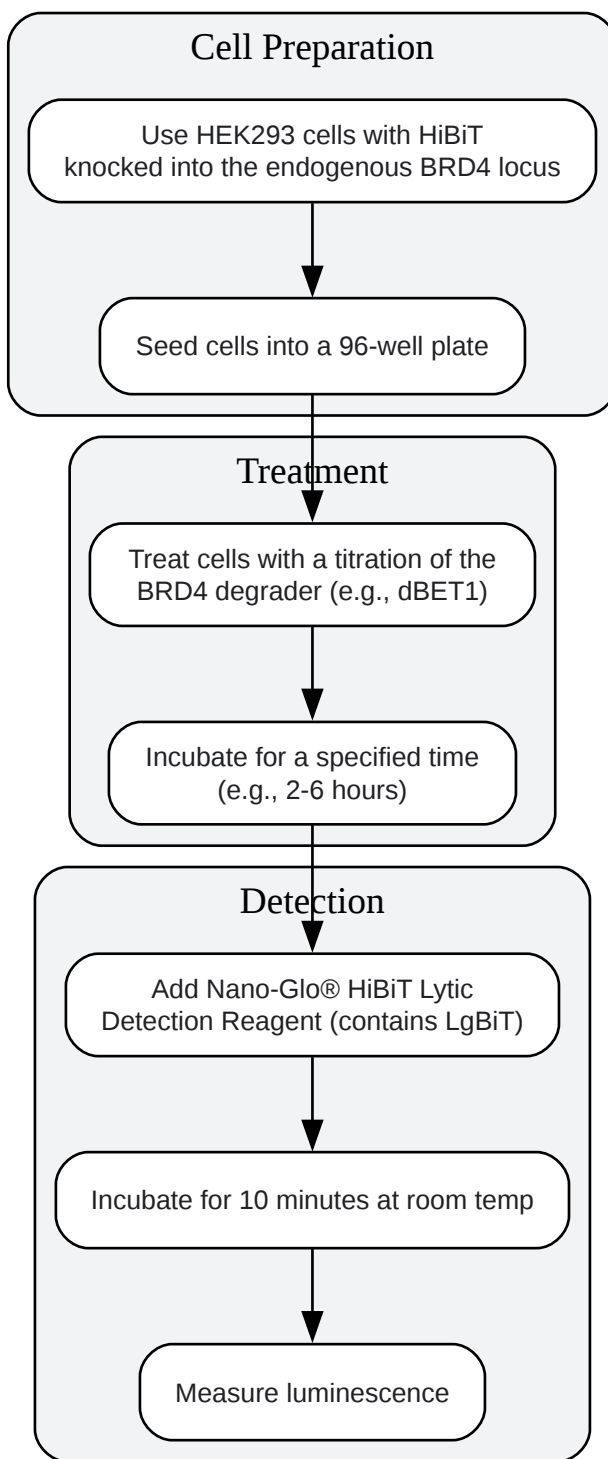 Cell Preparation
Use HEK293 cells with HiBiT
knocked into the endogenous BRD4 locus
Seed cells into a 96-well plate
Treatment
Treat cells with a titration of the
BRD4 degrader (e.g., dBET1)
Incubate for a specified time
(e.g., 2-6 hours)
Detection
Add Nano-Glo® HiBiT Lytic
Detection Reagent (contains LgBiT)
Incubate for 10 minutes at room temp
Measure luminescence